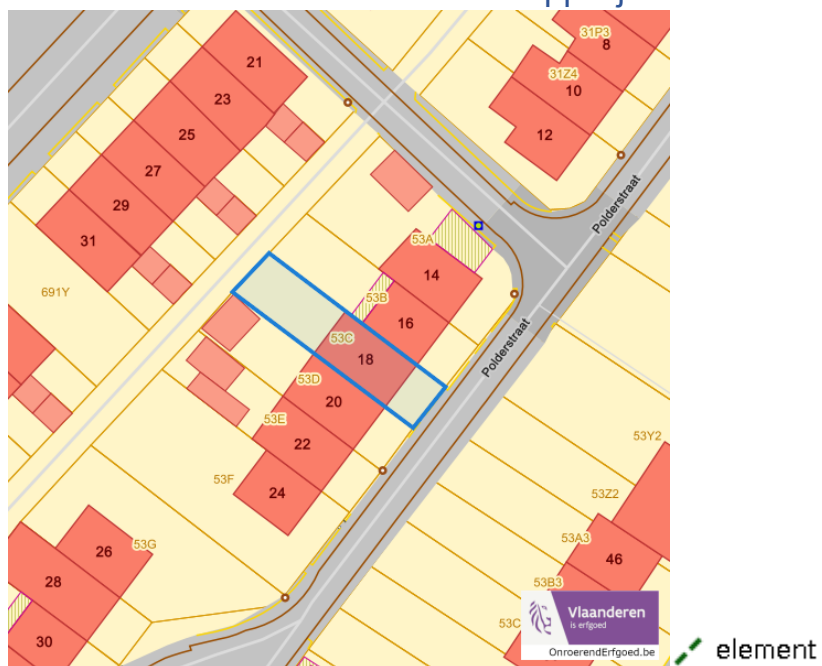 21
31P3
8
23
31Z4
10
25
12
27
29
Polderstraat
31
53A
14
691Y
53B
16
53C
18
Polderstraat
53D
20
53E
22
53Y2
53F
24
53Z2
26
53G
53A3
46
28
53B3
Vlaanderen
is erfgoed
53C
30
OnroerendErfgoed.be
element